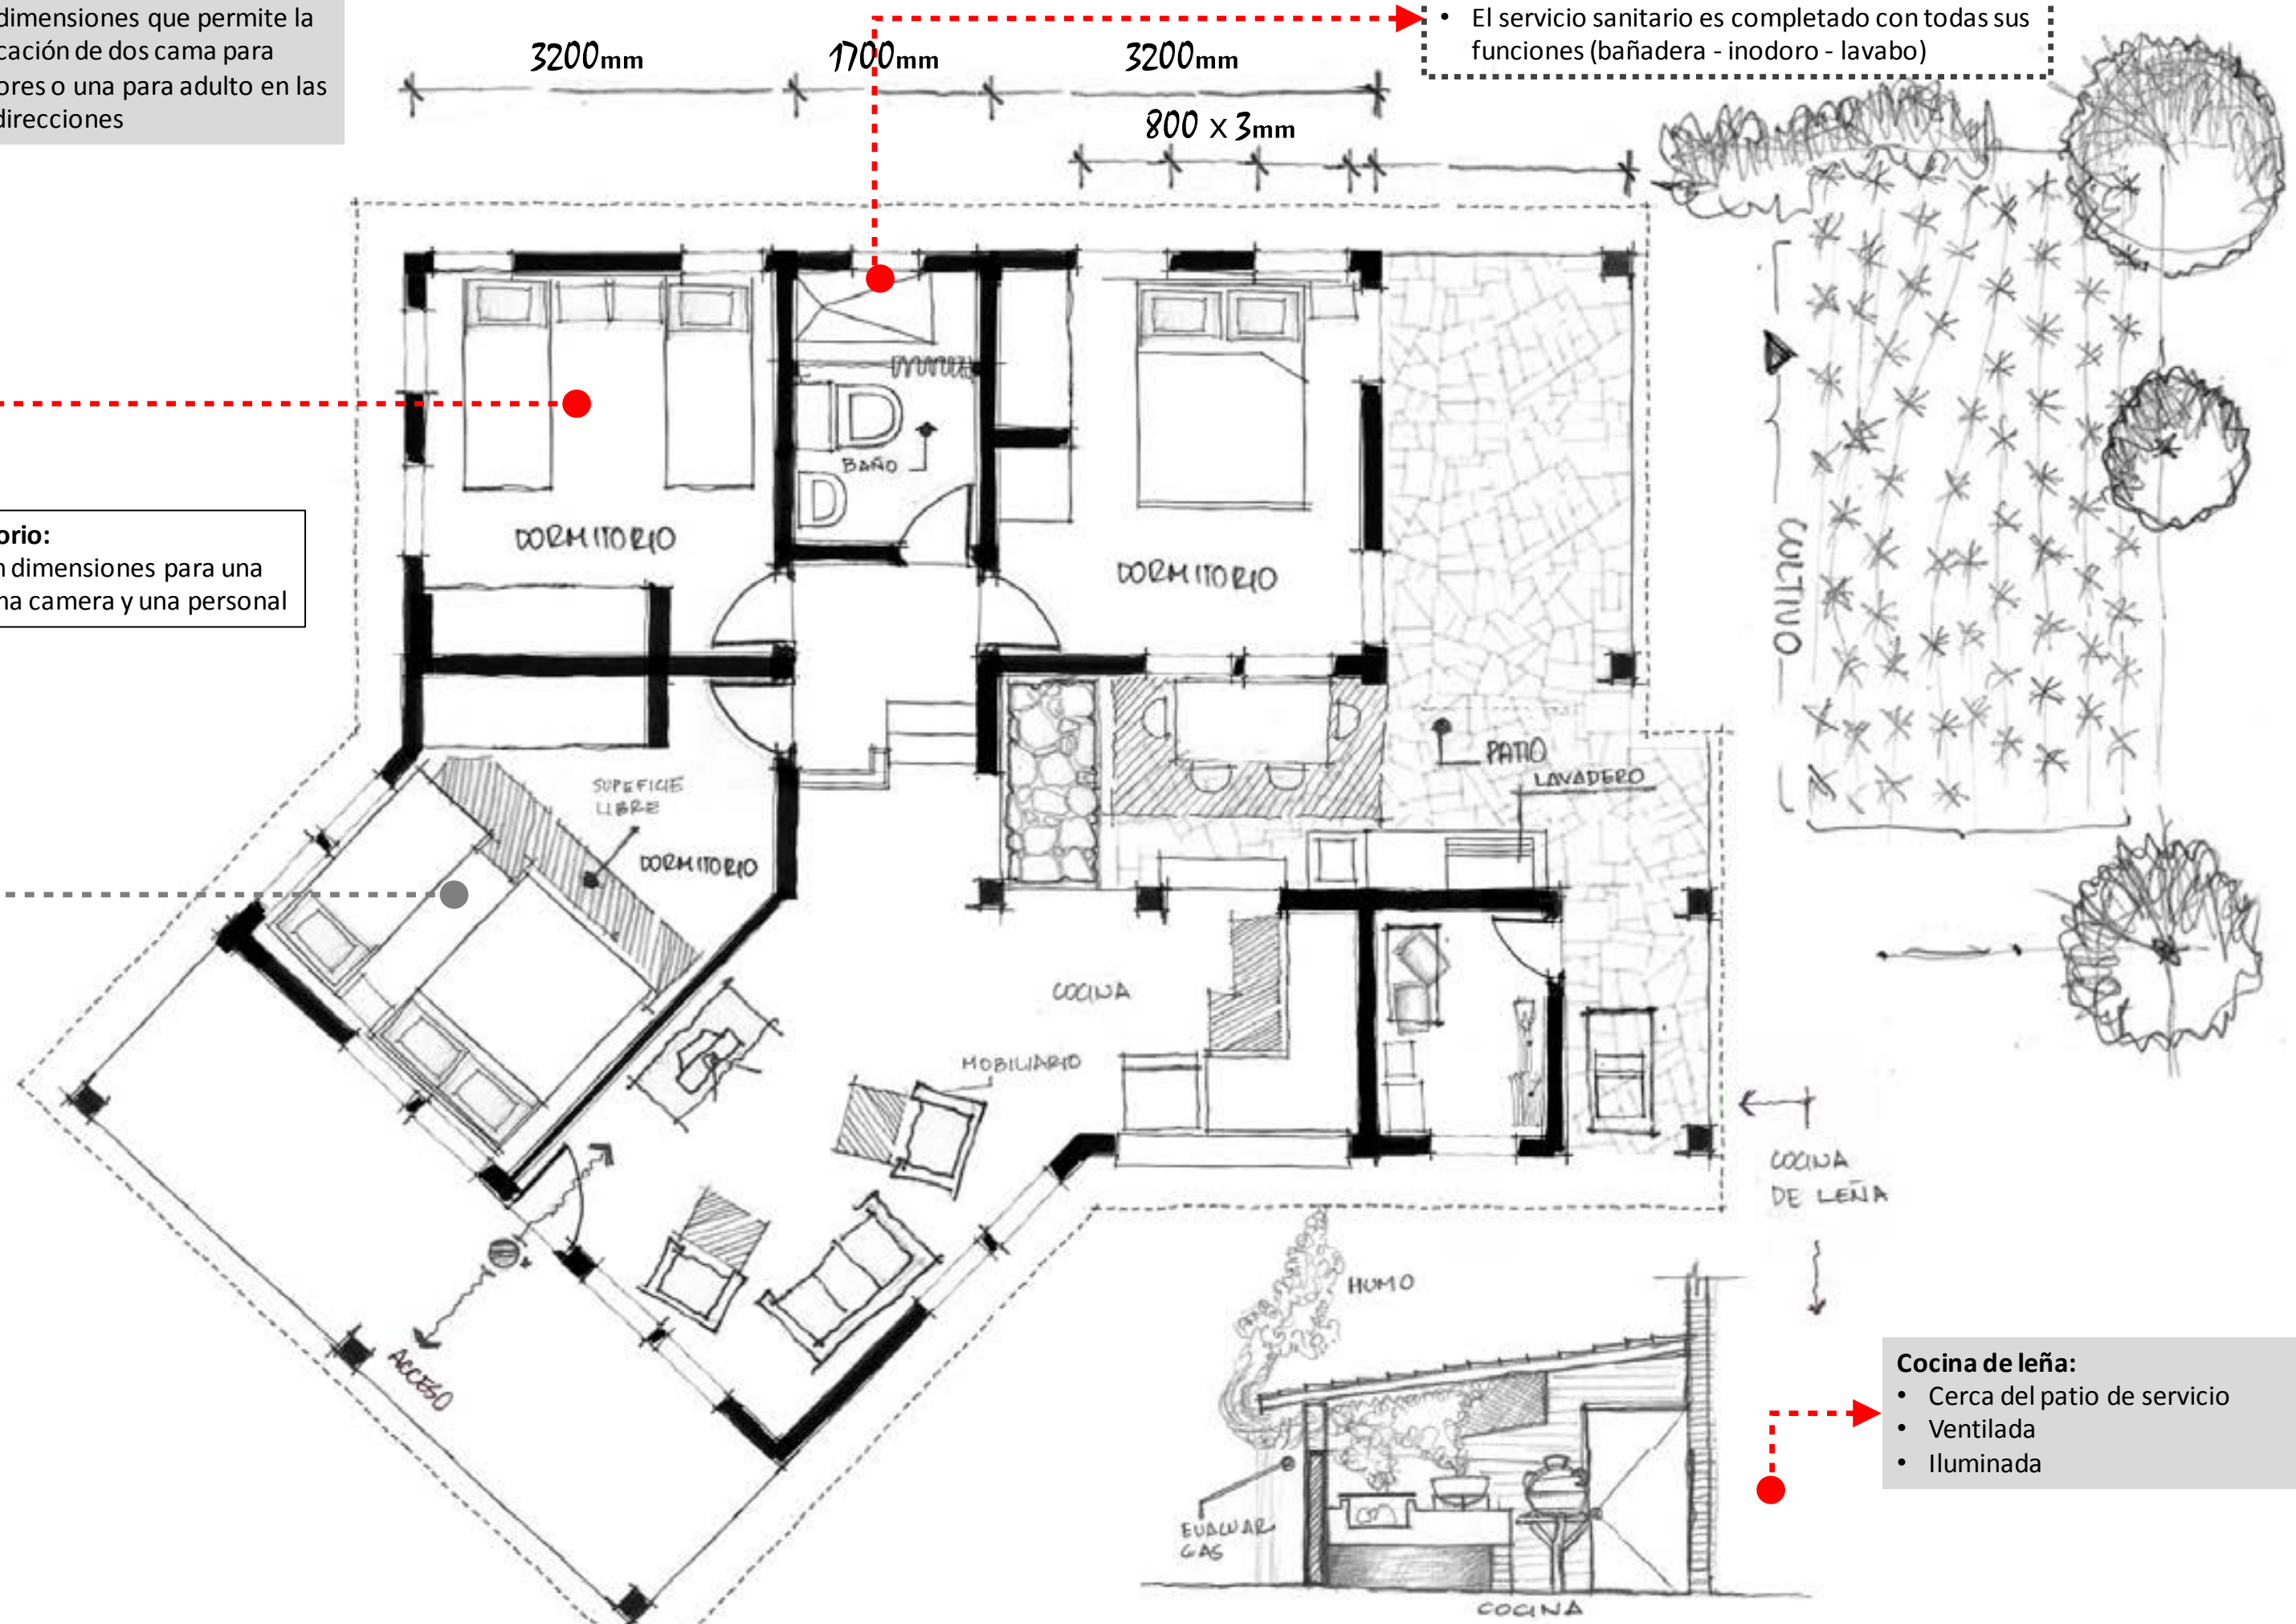 dimensiones que permite la
cación de dos cama para
ores o una para adulto en las
direcciones
• El servicio sanitario es completado con todas sus
funciones (bañadera - inodoro - lavabo)
3200mm
1700mm
3200mm
800 x 3mm
BAÑO
DORMITORIO
DORMITORIO
orio:
n dimensiones para una
na camera y una personal
CULTIVO
PATIO
LAVADERO
SUPEFICIE
LIBRE
DORMITORIO
COCINA
MOBILIARIO
COCINA
DE LEÑA
ACCESO
HUMO
Cocina de leña:
• Cerca del patio de servicio
• Ventilada
• Iluminada
EVALUAR
GAS
COCINA